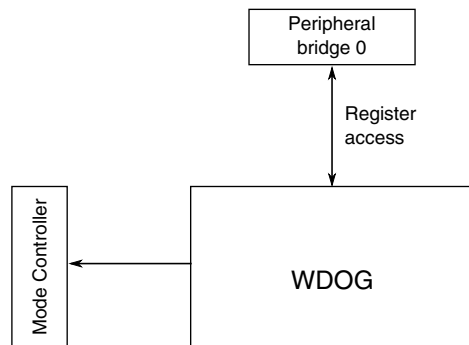 Peripheral
bridge 0
Register
access
Mode Controller
WDOG